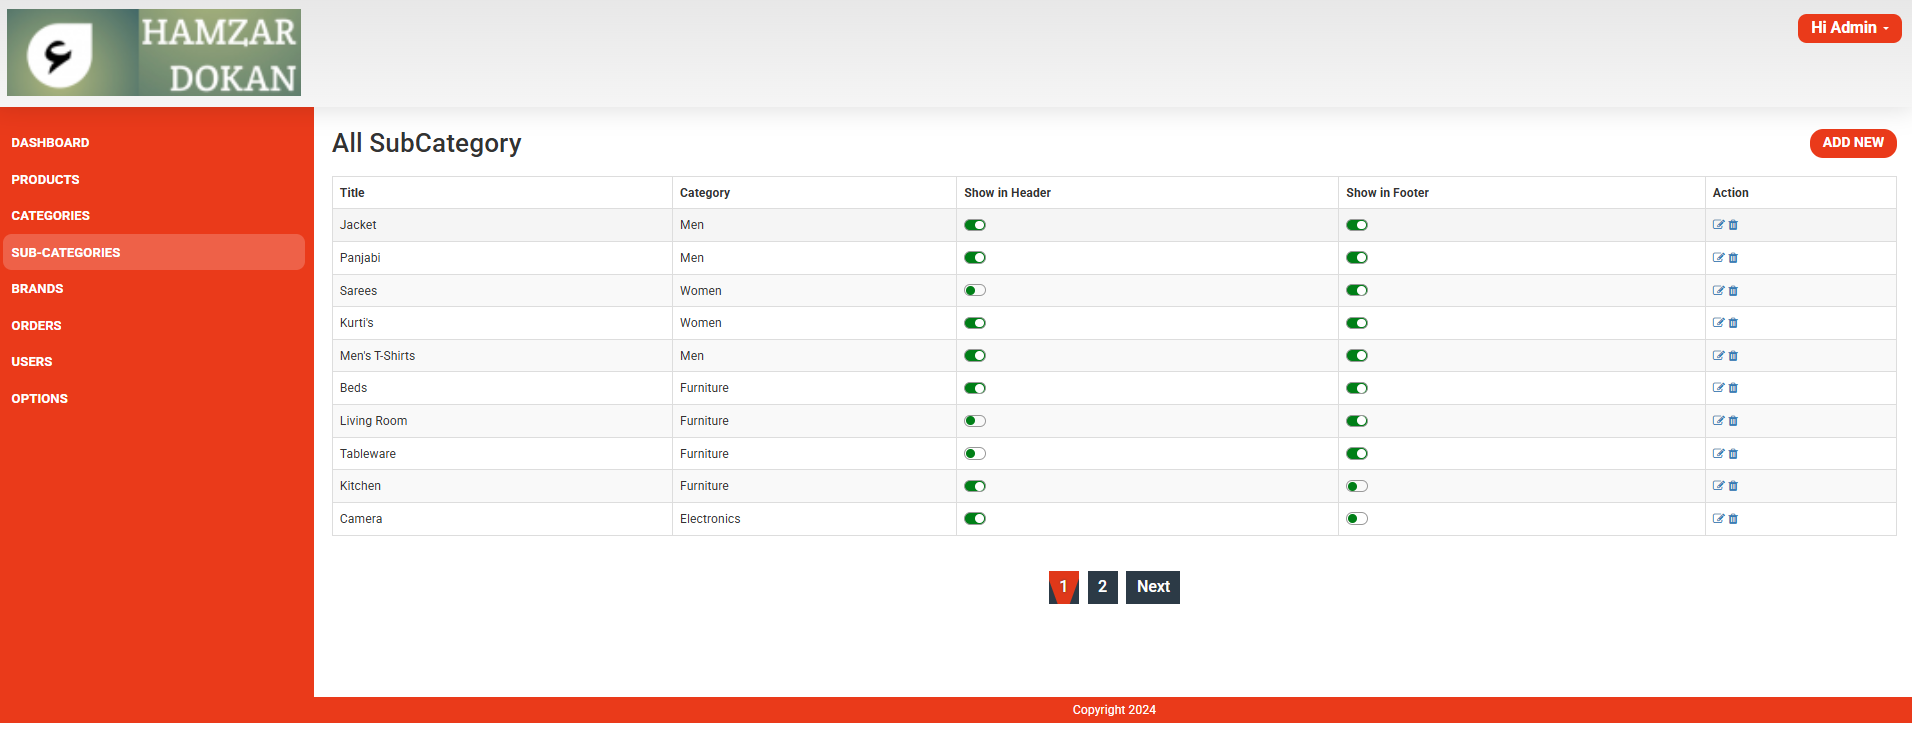 HAMZAR
DOKAN
Hi Admin
DASHBOARD
PRODUCTS
CATEGORIES
SUB-CATEGORIES
BRANDS
ORDERS
USERS
OPTIONS
All SubCategory
ADD NEW
Title Category Show in Header Show in Footer Action
Jacket Men
Panjabi Men
Sarees Women
Kurti's Women
Men's T-Shirts Men
Beds Furniture
Living Room Furniture
Tableware Furniture
Kitchen Furniture
Camera Electronics
1 2 Next
Copyright 2024